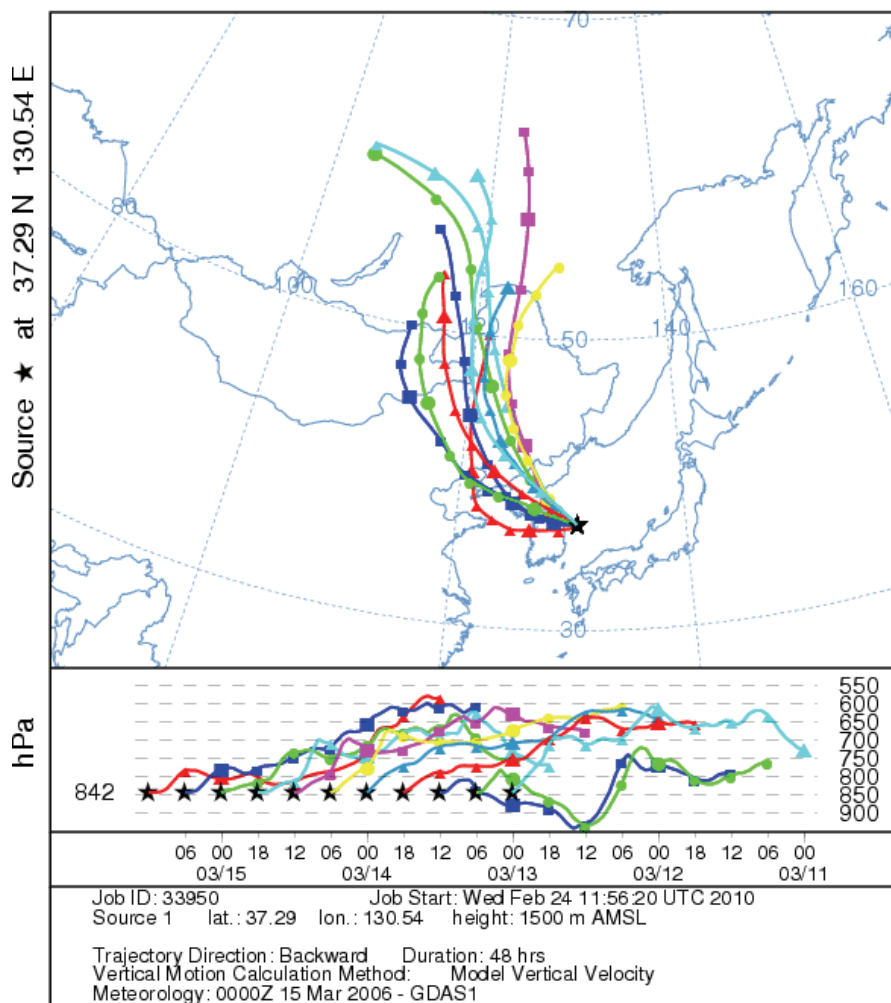 Source ★ at 37.29 N 130.54 E
70
80
100
120
160
140
50
30
hPa
550
600
650
700
750
800
842
850
900
06 00 18 12 06 00 18 12 06 00 18 12 06 00 18 12 06 00
03/15 03/14 03/13 03/12 03/11
Job ID: 33950 Job Start: Wed Feb 24 11:56:20 UTC 2010
Source 1 lat.: 37.29 lon.: 130.54 height: 1500 m AMSL
Trajectory Direction: Backward Duration: 48 hrs
Vertical Motion Calculation Method: Model Vertical Velocity
Meteorology: 0000Z 15 Mar 2006 - GDAS1